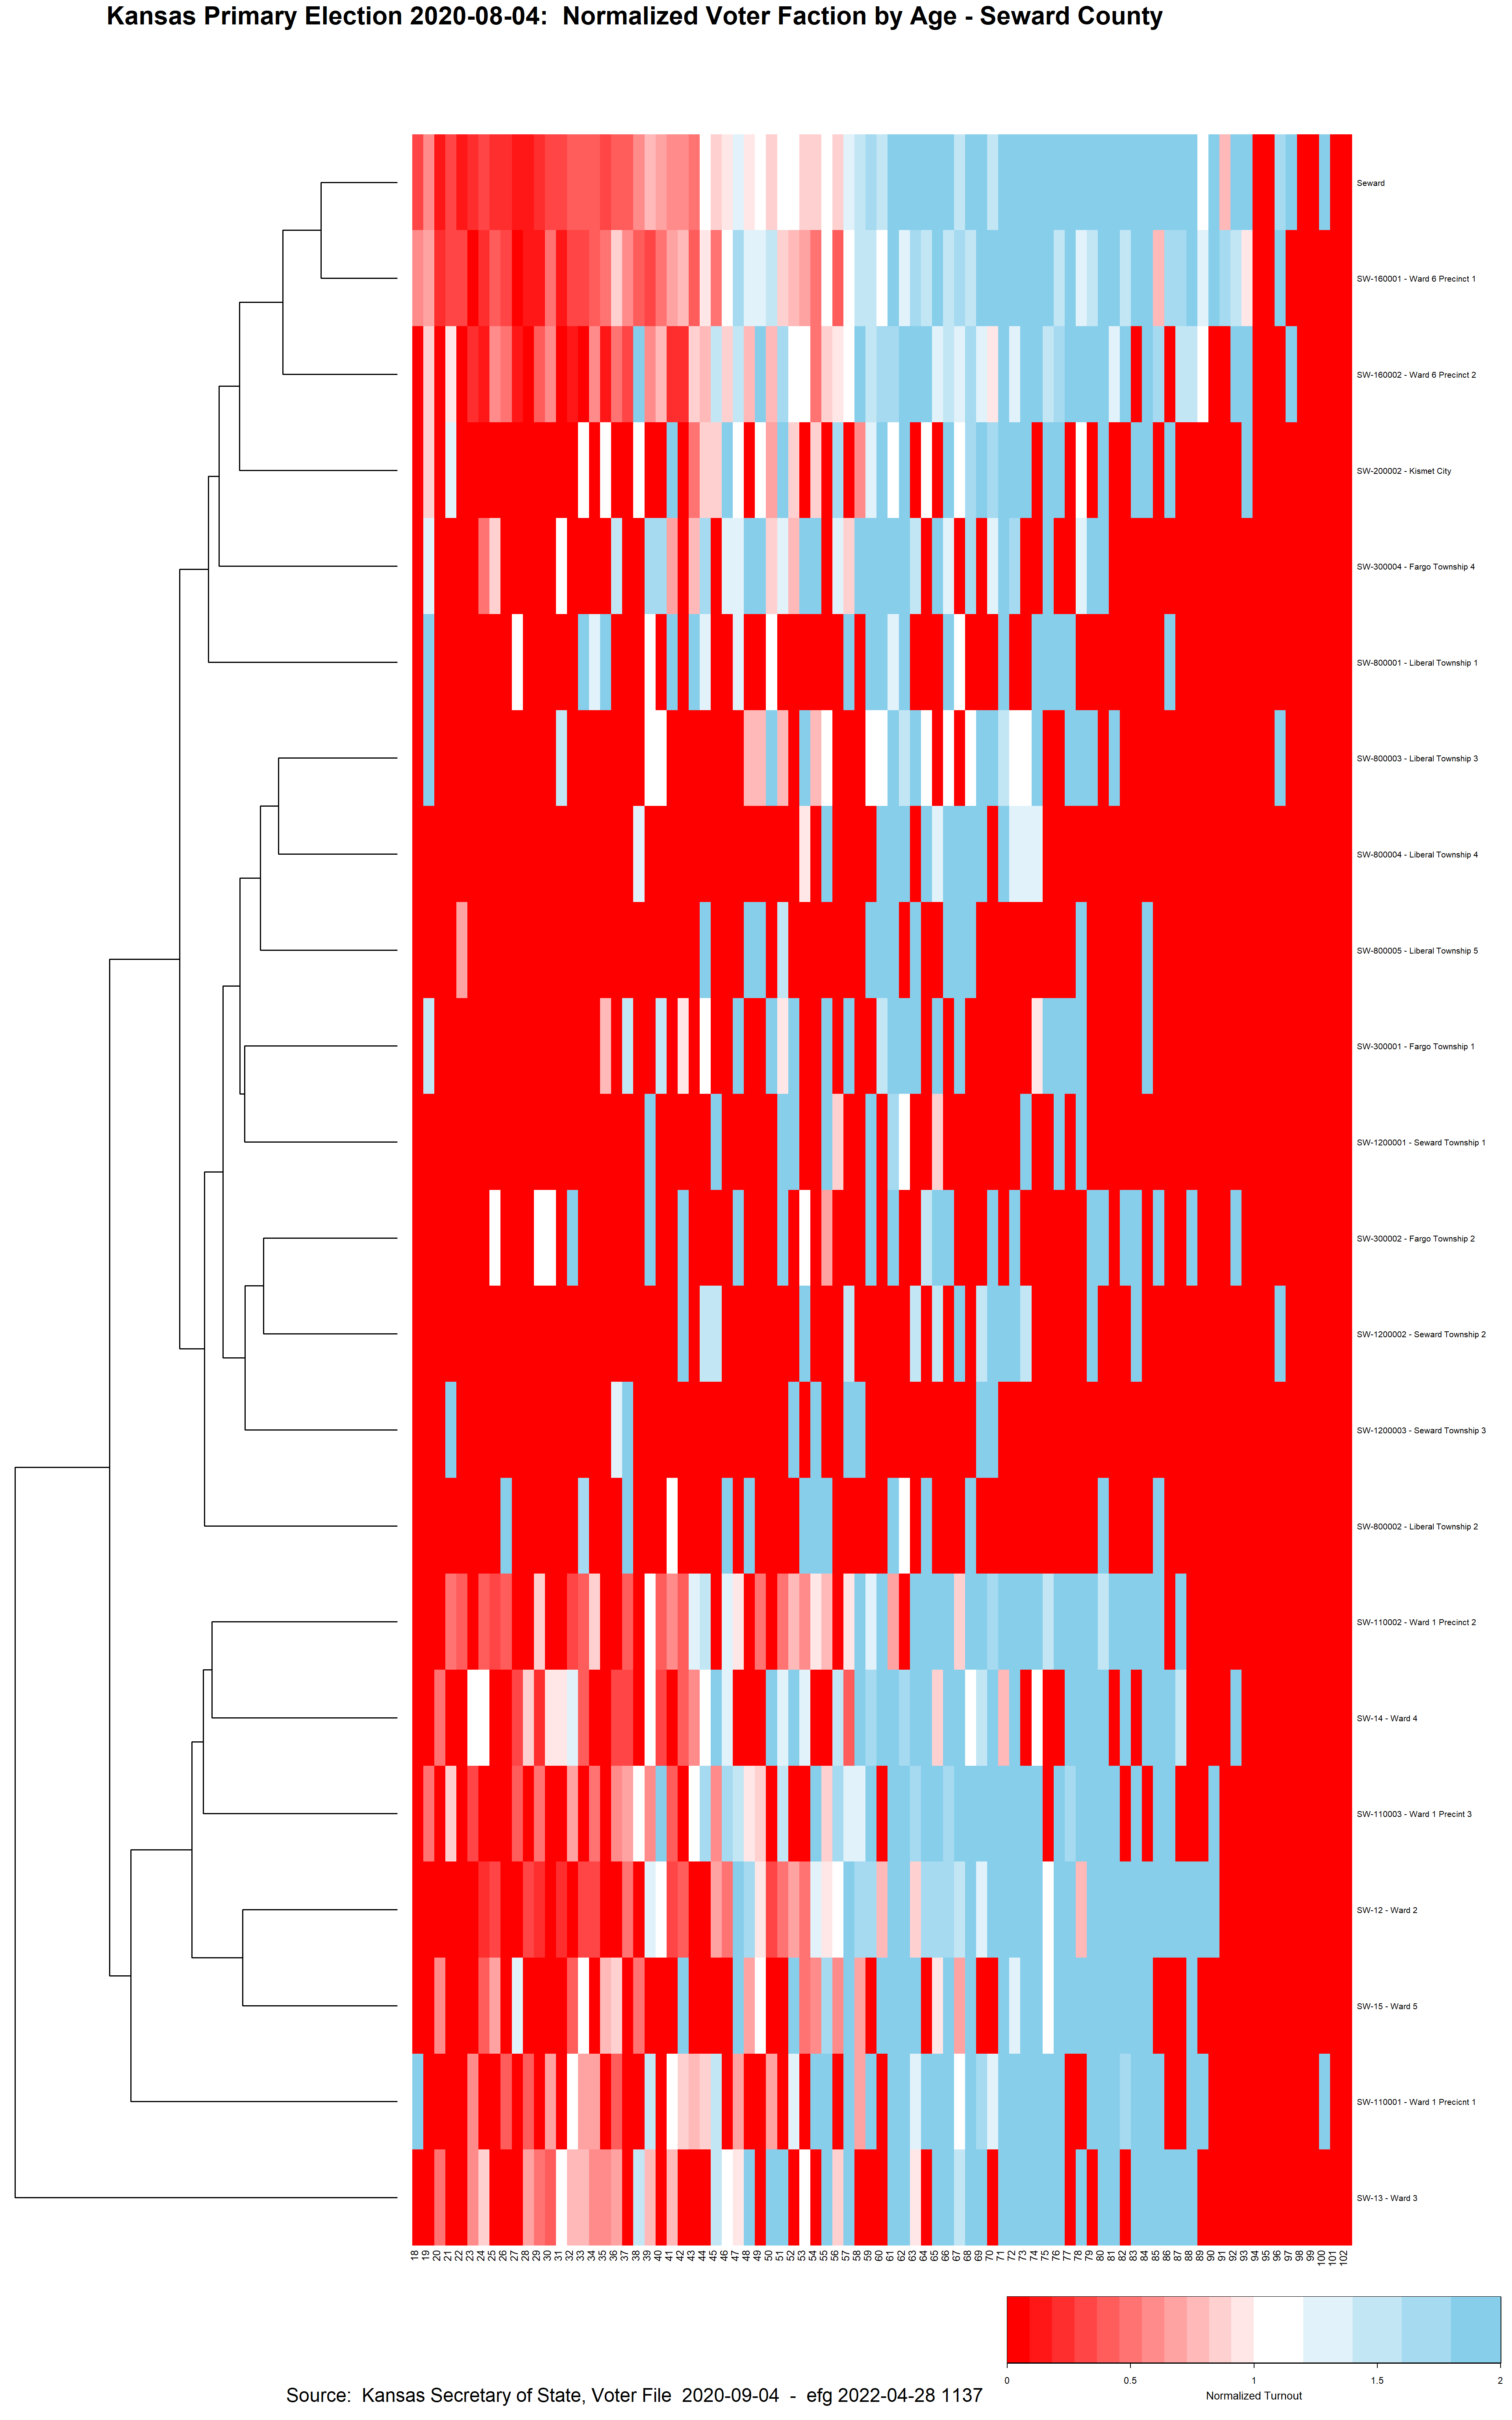 Kansas Primary Election 2020-08-04:  Normalized Voter Faction by Age - Seward County
Seward
SW-160001 - Ward 6 Precinct 1
SW-160002 - Ward 6 Precinct 2
SW-200002 - Kismet City
SW-300004 - Fargo Township 4
SW-800001 - Liberal Township 1
SW-800003 - Liberal Township 3
SW-800004 - Liberal Township 4
SW-800005 - Liberal Township 5
SW-300001 - Fargo Township 1
SW-1200001 - Seward Township 1
SW-300002 - Fargo Township 2
SW-1200002 - Seward Township 2
SW-1200003 - Seward Township 3
SW-800002 - Liberal Township 2
SW-110002 - Ward 1 Precinct 2
SW-14 - Ward 4
SW-110003 - Ward 1 Precint 3
SW-12 - Ward 2
SW-15 - Ward 5
SW-110001 - Ward 1 Precicnt 1
SW-13 - Ward 3
18 19 20 21 22 23 24 25 26 27 28 29 30 31 32 33 34 35 36 37 38 39 40 41 42 43 44 45 46 47 48 49 50 51 52 53 54 55 56 57 58 59 60 61 62 63 64 65 66 67 68 69 70 71 72 73 74 75 76 77 78 79 80 81 82 83 84 85 86 87 88 89 90 91 92 93 94 95 96 97 98 99 100 101 102
0 0.5 1 1.5 2
Normalized Turnout
Source:  Kansas Secretary of State, Voter File  2020-09-04  -  efg 2022-04-28 1137